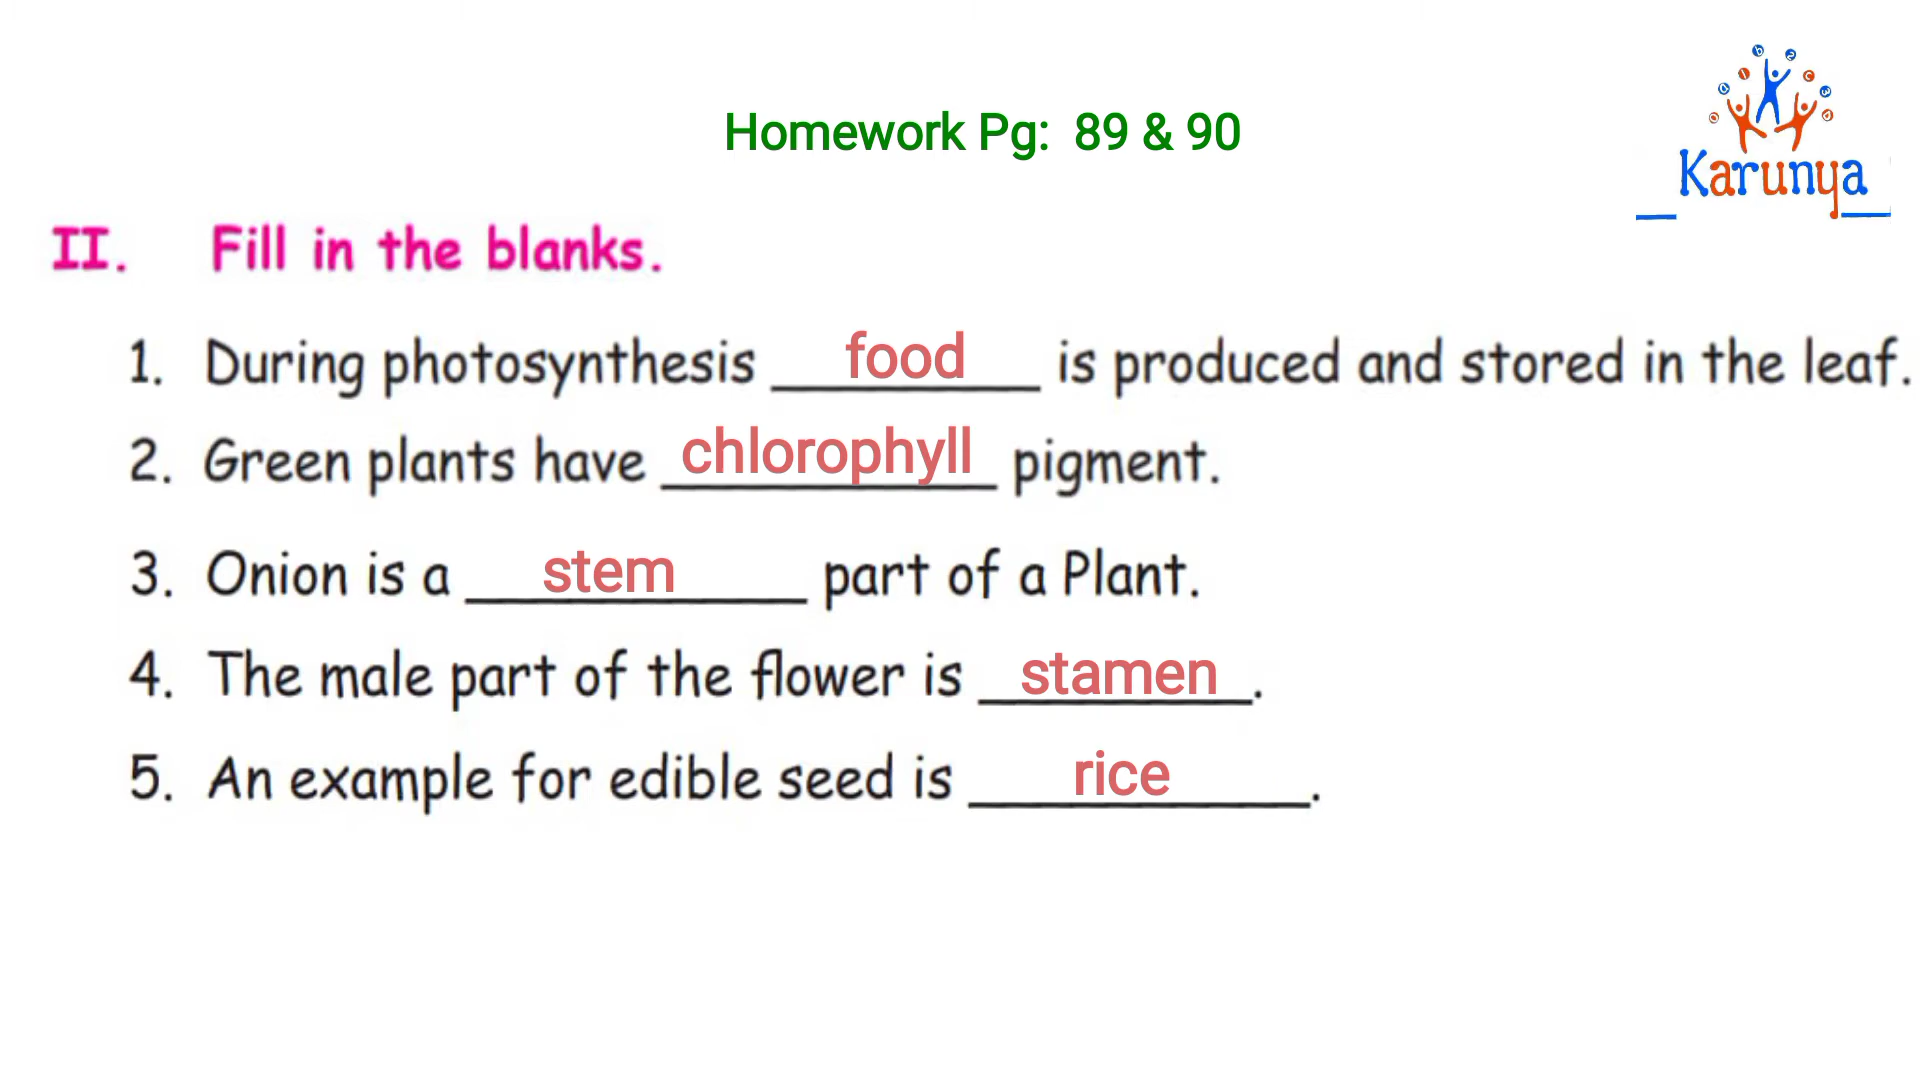 Homework Pg: 89 & 90
Karunya
II. Fill in the blanks.
1. During photosynthesis food is produced and stored in the leaf.
2. Green plants have chlorophyll pigment.
3. Onion is a stem part of a Plant.
4. The male part of the flower is stamen.
5. An example for edible seed is rice.